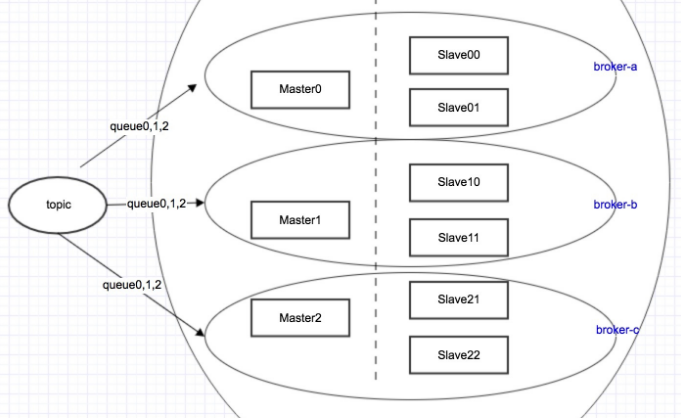 Slave00
broker-a
Master0
Slave01
queue0,1,2
Slave10
topic
queue0,1,2
broker-b
Master1
Slave11
queue0,1,2
Slave21
Master2
broker-c
Slave22